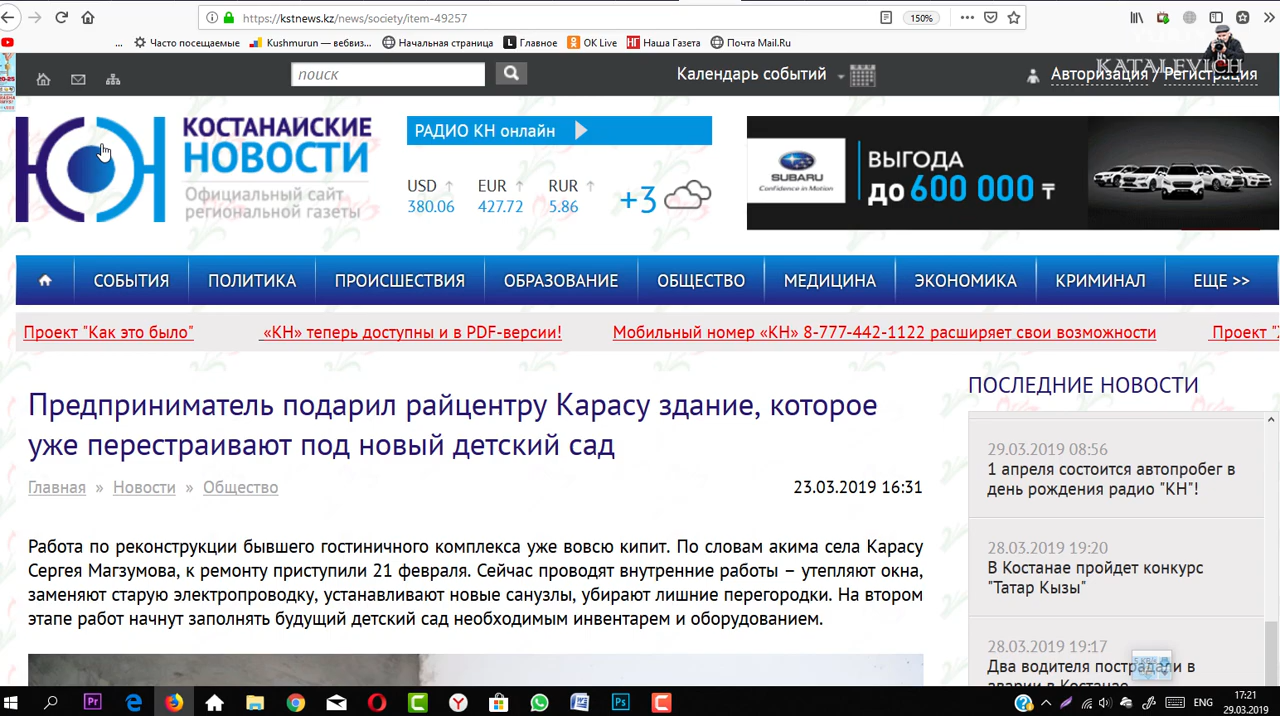 https://kstnews.kz/news/society/item-49257
150%
...
Часто посещаемые
Kushmurun — вебвиз...
Начальная страница
Главное
OK Live
Наша Газета
Почта Mail.Ru
KATALEVICH
поиск
Календарь событий
Авторизация / Регистрация
КОСТАНАЙСКИЕ
НОВОСТИ
Официальный сайт
региональной газеты
РАДИО КН онлайн
USD EUR RUR
380.06 427.72 5.86
+3
SUBARU
Confidence in Motion
ВЫГОДА
до 600 000 ₸
СОБЫТИЯ ПОЛИТИКА ПРОИСШЕСТВИЯ ОБРАЗОВАНИЕ ОБЩЕСТВО МЕДИЦИНА ЭКОНОМИКА КРИМИНАЛ ЕЩЕ >>
Проект "Как это было" «КН» теперь доступны и в PDF-версии! Мобильный номер «КН» 8-777-442-1122 расширяет свои возможности Проект
Предприниматель подарил райцентру Карасу здание, которое
уже перестраивают под новый детский сад
Главная » Новости » Общество
23.03.2019 16:31
Работа по реконструкции бывшего гостиничного комплекса уже вовсю кипит. По словам акима села Карасу
Сергея Магзумова, к ремонту приступили 21 февраля. Сейчас проводят внутренние работы – утепляют окна,
заменяют старую электропроводку, устанавливают новые санузлы, убирают лишние перегородки. На втором
этапе работ начнут заполнять будущий детский сад необходимым инвентарем и оборудованием.
ПОСЛЕДНИЕ НОВОСТИ
29.03.2019 08:56
1 апреля состоится автопробег в
день рождения радио "КН"!
28.03.2019 19:20
В Костанае пройдет конкурс
"Татар Кызы"
28.03.2019 19:17
Два водителя пострадали в
аварии в Костанае
ENG
17:21
29.03.2019